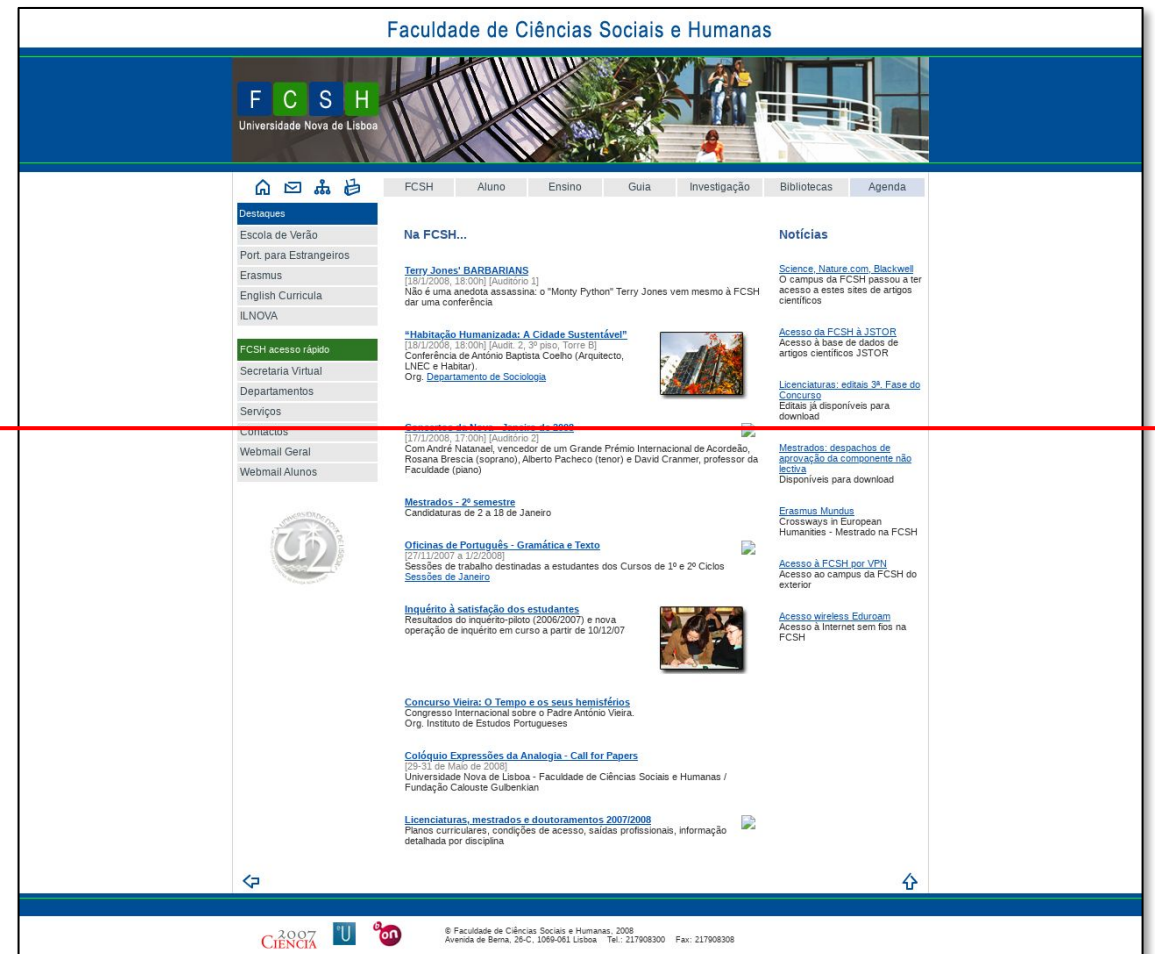 Faculdade de Ciências Sociais e Humanas
F C S H
Universidade Nova de Lisboa
FCSH Aluno Ensino Guia Investigação Bibliotecas Agenda
Destaques
Escola de Verão
Port. para Estrangeiros
Erasmus
English Curricula
ILNOVA
FCSH acesso rápido
Secretaria Virtual
Departamentos
Serviços
Contactos
Webmail Geral
Webmail Alunos
Na FCSH...
Terry Jones' BARBARIANS
[18/1/2008, 18:00h] [Auditório 1]
Não é uma anedota assassina: o "Monty Python" Terry Jones vem mesmo à FCSH
dar uma conferência
“Habitação Humanizada: A Cidade Sustentável”
[18/1/2008, 18:00h] [Audit. 2, 3º piso, Torre B]
Conferência de António Baptista Coelho (Arquitecto,
LNEC e Habitar).
Org. Departamento de Sociologia
Concertos da Nova - Janeiro de 2008
[17/1/2008, 17:00h] [Auditório 2]
Com André Natanael, vencedor de um Grande Prémio Internacional de Acordeão,
Rosana Brescia (soprano), Alberto Pacheco (tenor) e David Cranmer, professor da
Faculdade (piano)
Mestrados - 2º semestre
Candidaturas de 2 a 18 de Janeiro
Oficinas de Português - Gramática e Texto
[27/11/2007 a 1/2/2008]
Sessões de trabalho destinadas a estudantes dos Cursos de 1º e 2º Ciclos
Sessões de Janeiro
Inquérito à satisfação dos estudantes
Resultados do inquérito-piloto (2006/2007) e nova
operação de inquérito em curso a partir de 10/12/07
Concurso Vieira: O Tempo e os seus hemisférios
Congresso Internacional sobre o Padre António Vieira.
Org. Instituto de Estudos Portugueses
Colóquio Expressões da Analogia - Call for Papers
[29-31 de Maio de 2008]
Universidade Nova de Lisboa - Faculdade de Ciências Sociais e Humanas /
Fundação Calouste Gulbenkian
Licenciaturas, mestrados e doutoramentos 2007/2008
Planos curriculares, condições de acesso, saídas profissionais, informação
detalhada por disciplina
Notícias
Science, Nature.com, Blackwell
O campus da FCSH passou a ter
acesso a estes sites de artigos
científicos
Acesso da FCSH à JSTOR
Acesso à base de dados de
artigos científicos JSTOR
Licenciaturas: editais 3ª. Fase do
Concurso
Editais já disponíveis para
download
Mestrados: despachos de
aprovação da componente não
lectiva
Disponíveis para download
Erasmus Mundus
Crossways in European
Humanities - Mestrado na FCSH
Acesso à FCSH por VPN
Acesso ao campus da FCSH do
exterior
Acesso wireless Eduroam
Acesso à Internet sem fios na
FCSH
2007
CIÊNCIA
U
b on
© Faculdade de Ciências Sociais e Humanas, 2008
Avenida de Berna, 26-C, 1069-061 Lisboa Tel.: 217908300 Fax: 217908308